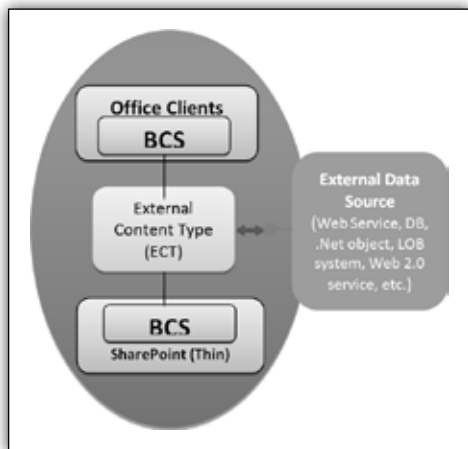 Office Clients
BCS
External
Content Type
(ECT)
External Data
Source
(Web Service, DB,
.Net object, LOB
system, Web 2.0
service, etc.)
BCS
SharePoint (Thin)